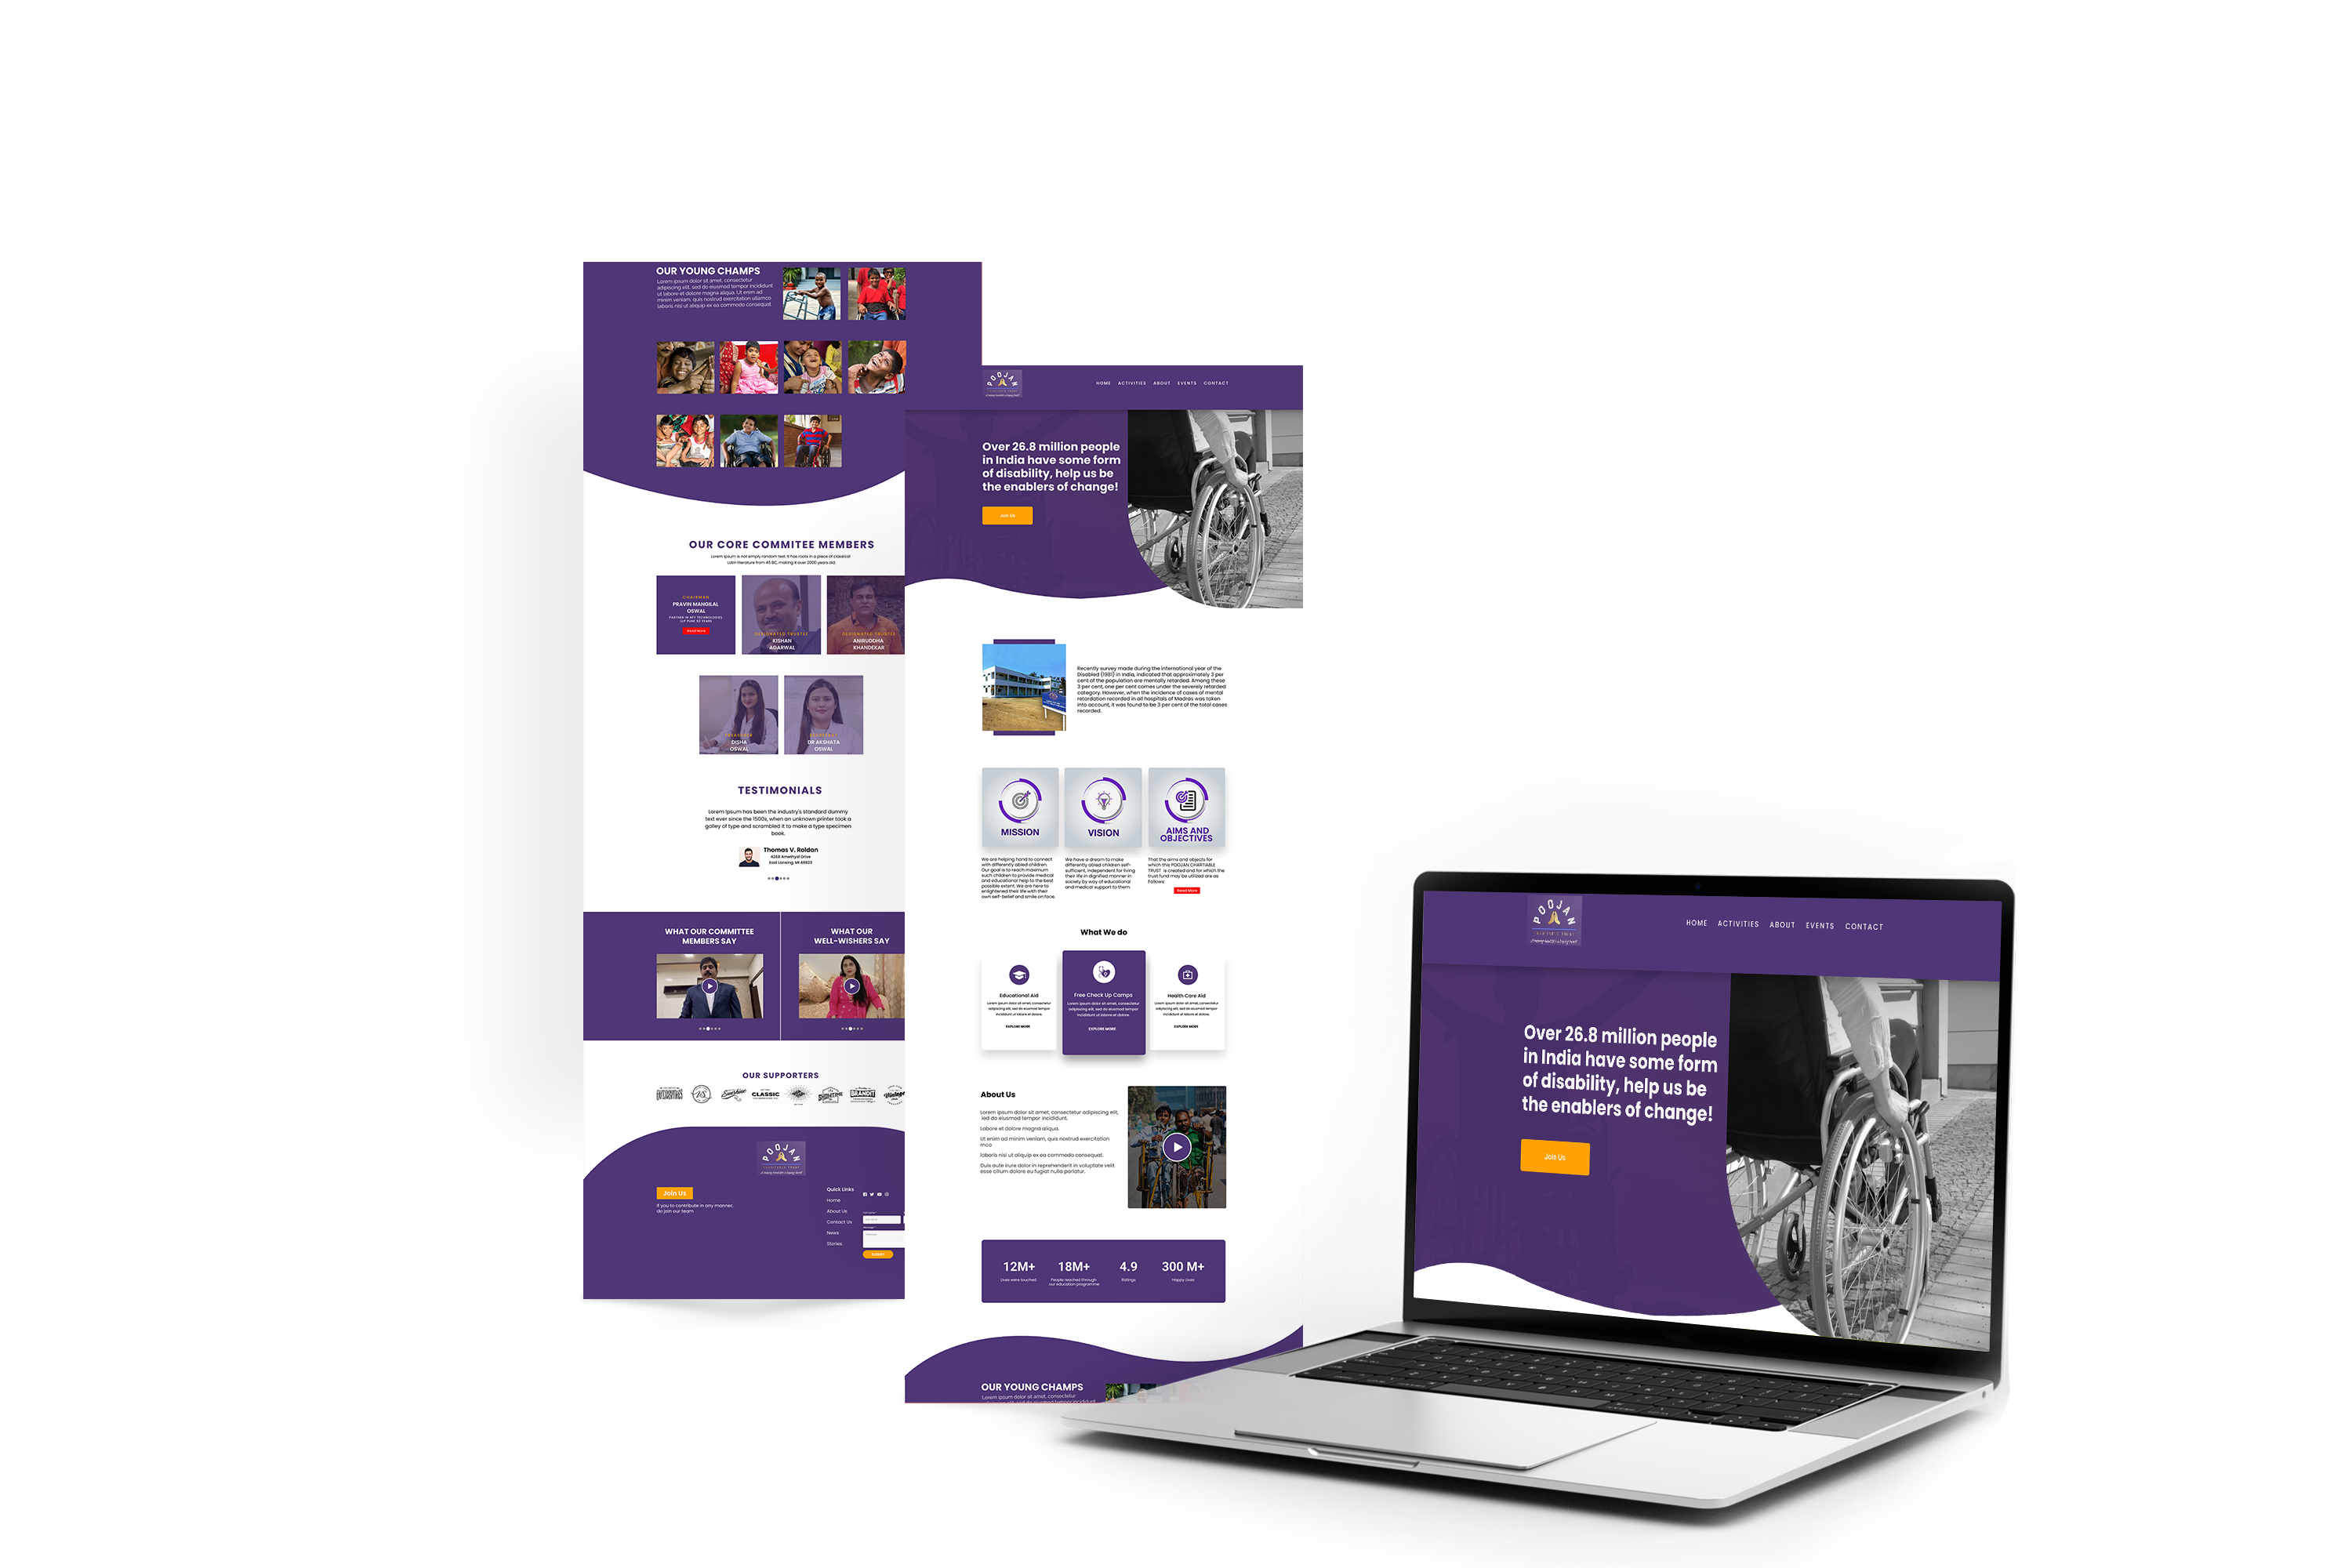 OUR YOUNG CHAMPS
Lorem ipsum dolor sit amet, consectetur
adipiscing elit, sed do eiusmod tempor incididunt
ut labore et dolore magna aliqua. Ut enim ad
minim veniam, quis nostrud exercitation ullamco
laboris nisi ut aliquip ex ea commodo consequat.
OUR CORE COMMITEE MEMBERS
Lorem Ipsum is not simply random text. It has roots in a piece of classical
Latin literature from 45 BC, making it over 2000 years old.
CHAIRMAN
PRAVIN MANGILAL
OSWAL
Read More
DESIGNATED TRUSTEE
KISHAN
AGARWAL
DESIGNATED TRUSTEE
ANIRUDDHA
KHANDEKAR
DISHA
OSWAL
DR AKSHATA
OSWAL
TESTIMONIALS
Lorem Ipsum has been the industry's standard dummy
text ever since the 1500s, when an unknown printer took a
galley of type and scrambled it to make a type specimen
book.
Thomas V. Roldan
4268 Amethyst Drive
East Lansing, MI 48823
WHAT OUR COMMITTEE
MEMBERS SAY
WHAT OUR
WELL-WISHERS SAY
OUR SUPPORTERS
CLASSIC
BRANDIT
POOJAN
Join Us
If you to contribute in any manner,
do join our team
Quick Links
Home
About Us
Contact Us
News
Stories
SUBMIT
POOJAN
HOME ACTIVITIES ABOUT EVENTS CONTACT
Over 26.8 million people
in India have some form
of disability, help us be
the enablers of change!
Join Us
Recently survey made during the international year of the
Disabled (1981) in India, indicated that approximately 3 per
cent of the population are mentally retarded. Among these
3 per cent, one per cent comes under the severely retarded
category. However, when the incidence of cases of mental
retardation recorded in all hospitals of Madras was taken
into account, it was found to be 3 per cent of the total cases
recorded.
MISSION
We are helping hand to connect
with differently abled children.
Our goal is to reach maximum
such children to provide medical
and educational help to the best
possible extent. We are here to
enlightened their life with their
own self-belief and smile on face.
VISION
We have a dream to make
differently abled children self-
sufficient, independent for living
their life in dignified manner in
society by way of educational
and medical support to them.
AIMS AND
OBJECTIVES
That the aims and objects for
which this POOJAN CHARTIABLE
TRUST is created and for which the
trust fund may be utilized are as
Follows:
Read More
What We do
Educational Aid
Lorem ipsum dolor sit amet, consectetur
adipiscing elit, sed do eiusmod tempor
incididunt ut labore et dolore.
EXPLORE MORE
Free Check Up Camps
Lorem ipsum dolor sit amet, consectetur
adipiscing elit, sed do eiusmod tempor
incididunt ut labore et dolore.
EXPLORE MORE
Health Care Aid
Lorem ipsum dolor sit amet, consectetur
adipiscing elit, sed do eiusmod tempor
incididunt ut labore et dolore.
EXPLORE MORE
About Us
Lorem ipsum dolor sit amet, consectetur adipiscing elit,
sed do eiusmod tempor incididunt.
Labore et dolore magna aliqua.
Ut enim ad minim veniam, quis nostrud exercitation
mco
laboris nisi ut aliquip ex ea commodo consequat.
Duis aute irure dolor in reprehenderit in voluptate velit
esse cillum dolore eu fugiat nulla pariatur.
12M+
Lives were touched
18M+
People reached through
our education programme
4.9
Ratings
300 M+
Happy Lives
OUR YOUNG CHAMPS
Lorem ipsum dolor sit amet, consectetur
POOJAN
HOME ACTIVITIES ABOUT EVENTS CONTACT
Over 26.8 million people
in India have some form
of disability, help us be
the enablers of change!
Join Us